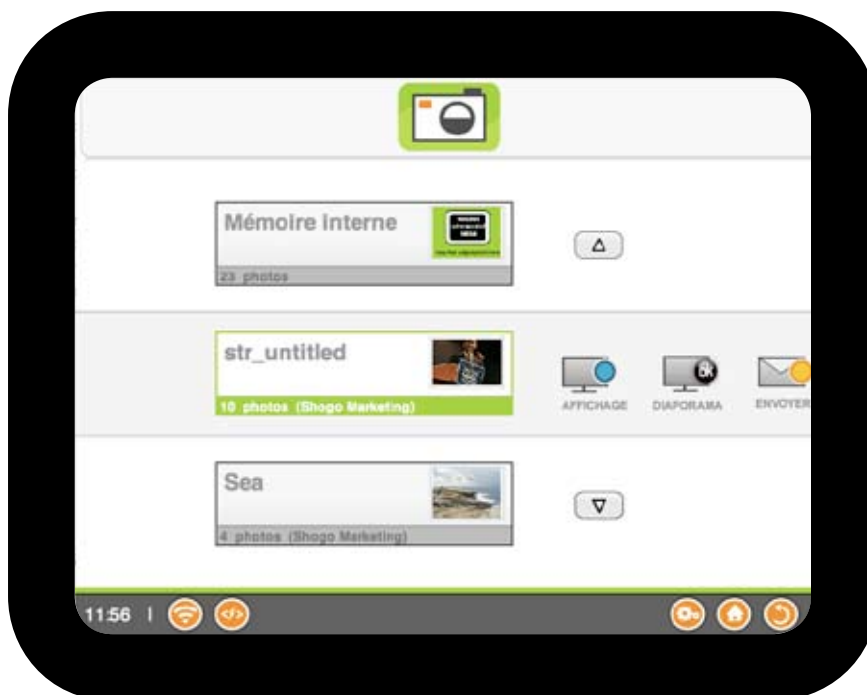 Mémoire Interne
23 photos
str_untitled
10 photos (Shogo Marketing)
AFFICHAGE
DIAPORAMA
ok
ENVOYER
Sea
4 photos (Shogo Marketing)
11:56